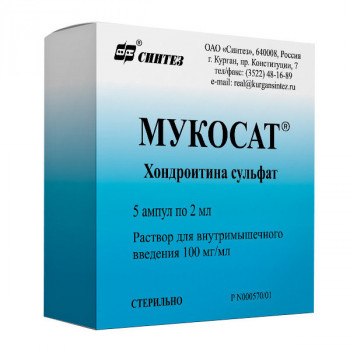 СИНТЕЗ
ОАО «Синтез», 640008, Россия
г. Курган, пр. Конституции, 7
тел/факс: (3522) 48-16-89
e-mail: real@kurgansintez.ru
МУКОСАТ®
Хондроитина сульфат
5 ампул по 2 мл
Раствор для внутримышечного
введения 100 мг/мл
СТЕРИЛЬНО
Р N000570/01